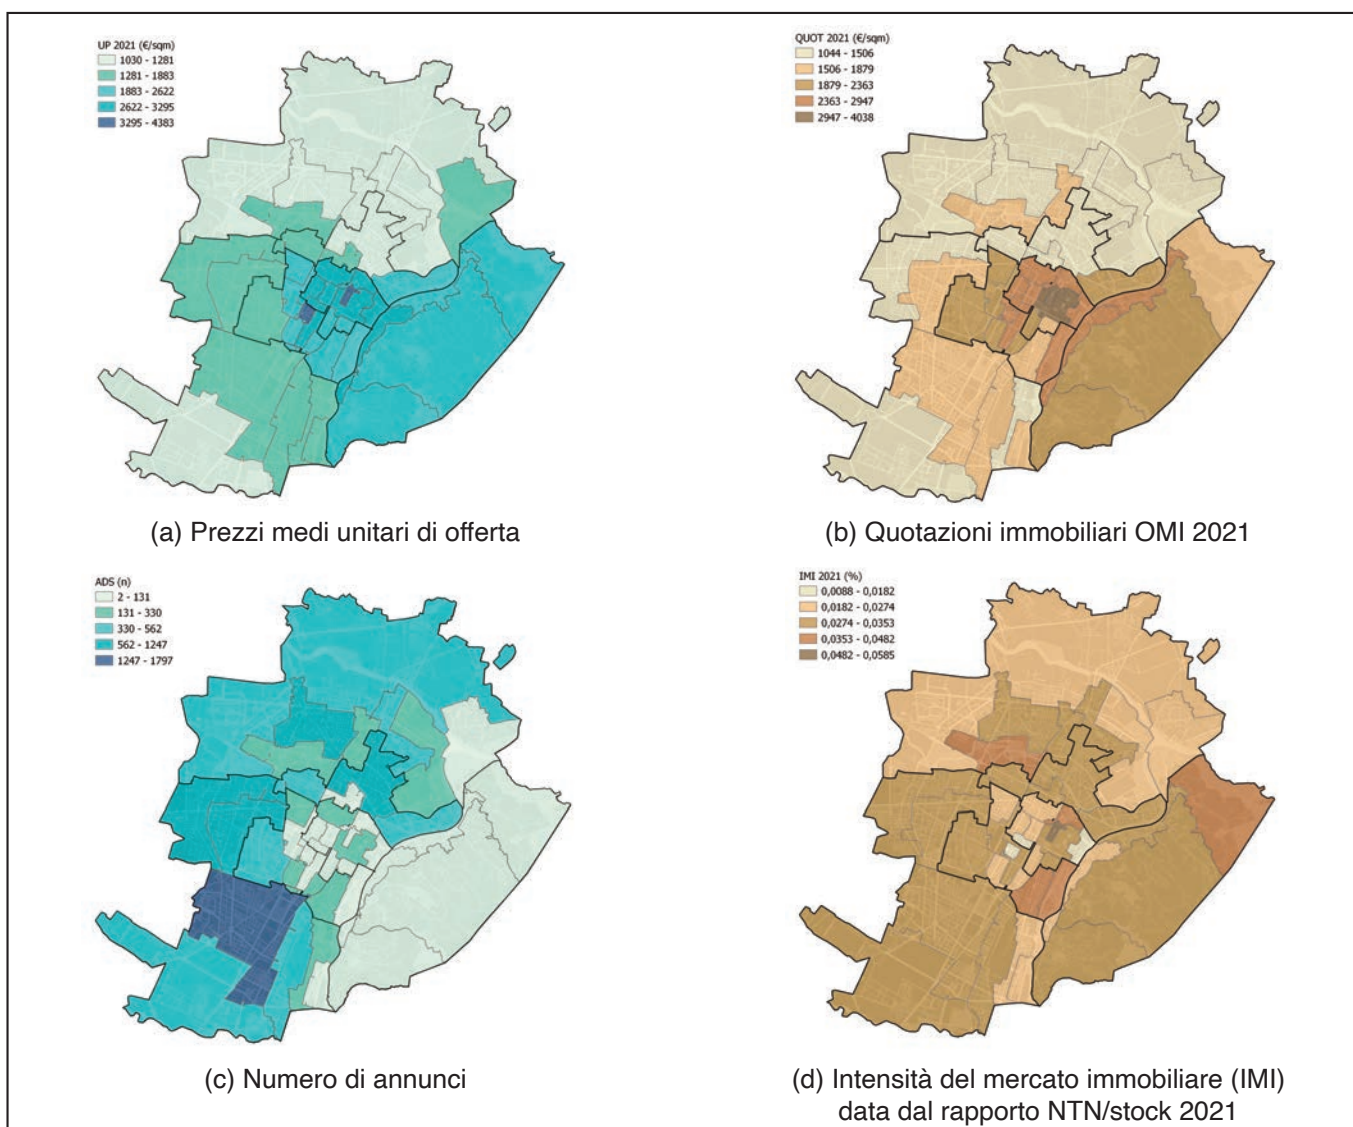 UP 2021 (€/sqm)
1030 - 1281
1281 - 1883
1883 - 2622
2622 - 3295
3295 - 4383
(a) Prezzi medi unitari di offerta
QUOT 2021 (€/sqm)
1044 - 1506
1506 - 1879
1879 - 2363
2363 - 2947
2947 - 4038
(b) Quotazioni immobiliari OMI 2021
ADS (n)
2 - 131
131 - 330
330 - 562
562 - 1247
1247 - 1797
(c) Numero di annunci
IMI 2021 (%)
0,0088 - 0,0182
0,0182 - 0,0274
0,0274 - 0,0353
0,0353 - 0,0482
0,0482 - 0,0585
(d) Intensità del mercato immobiliare (IMI)
data dal rapporto NTN/stock 2021